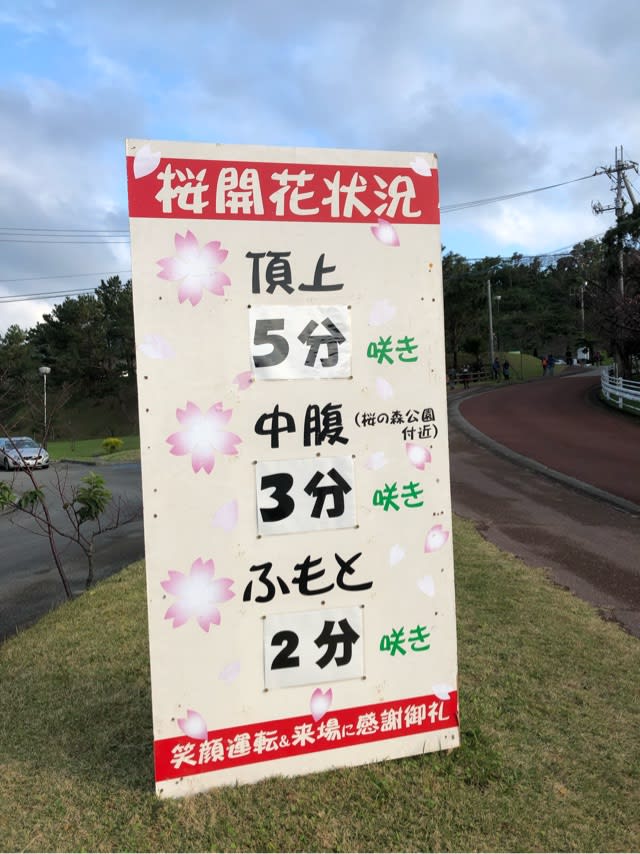 桜開花状況
頂上
5分 咲き
中腹 (桜の森公園
付近)
3分 咲き
ふもと
2分 咲き
笑顔運転&来場に感謝御礼